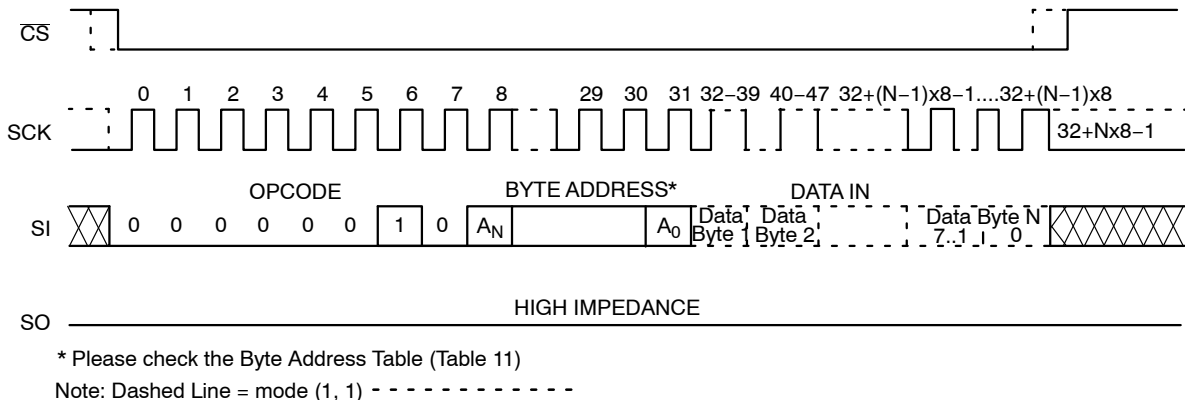 CS
0 1 2 3 4 5 6 7 8 29 30 31 32–39 40–47 32+(N–1)x8–1....32+(N–1)x8
SCK
32+Nx8–1
OPCODE BYTE ADDRESS* DATA IN
SI 0 0 0 0 0 0 1 0 AN A0 Data Byte 1 Data Byte 2 Data Byte N 7..1 0
HIGH IMPEDANCE
SO
* Please check the Byte Address Table (Table 11)
Note: Dashed Line = mode (1, 1)